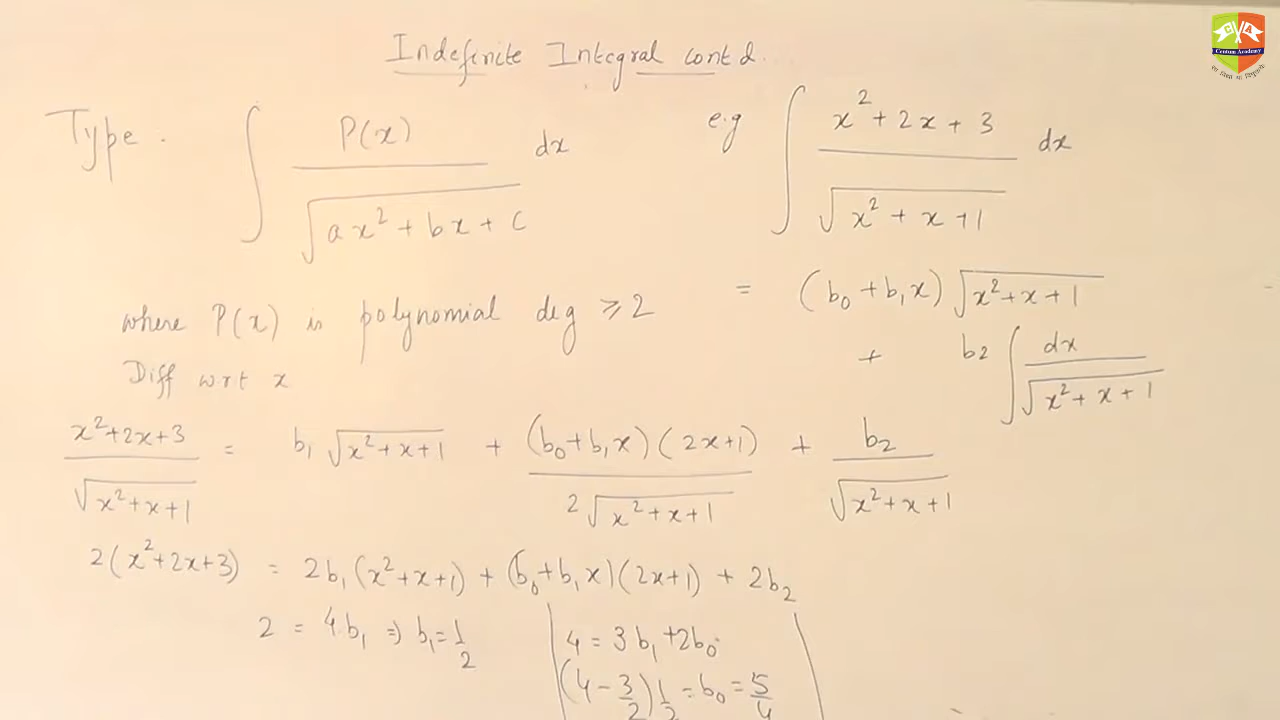 Indefinite Integral contd.
Type. ∫ P(x) / √(ax² + bx + c) dx
e.g ∫ x² + 2x + 3 / √(x² + x + 1) dx
where P(x) is polynomial deg ≥ 2
= (b₀ + b₁x) √(x² + x + 1)
+ b₂ ∫ dx / √(x² + x + 1)
Diff w.r.t x
x² + 2x + 3 / √(x² + x + 1) = b₁ √(x² + x + 1) + (b₀ + b₁x)(2x + 1) / 2√(x² + x + 1) + b₂ / √(x² + x + 1)
2(x² + 2x + 3) = 2b₁(x² + x + 1) + (b₀ + b₁x)(2x + 1) + 2b₂
2 = 4b₁ ⇒ b₁ = 1/2
4 = 3b₁ + 2b₀
(4 - 3/2) 1/2 = b₀ = 5/4
Centum Academy